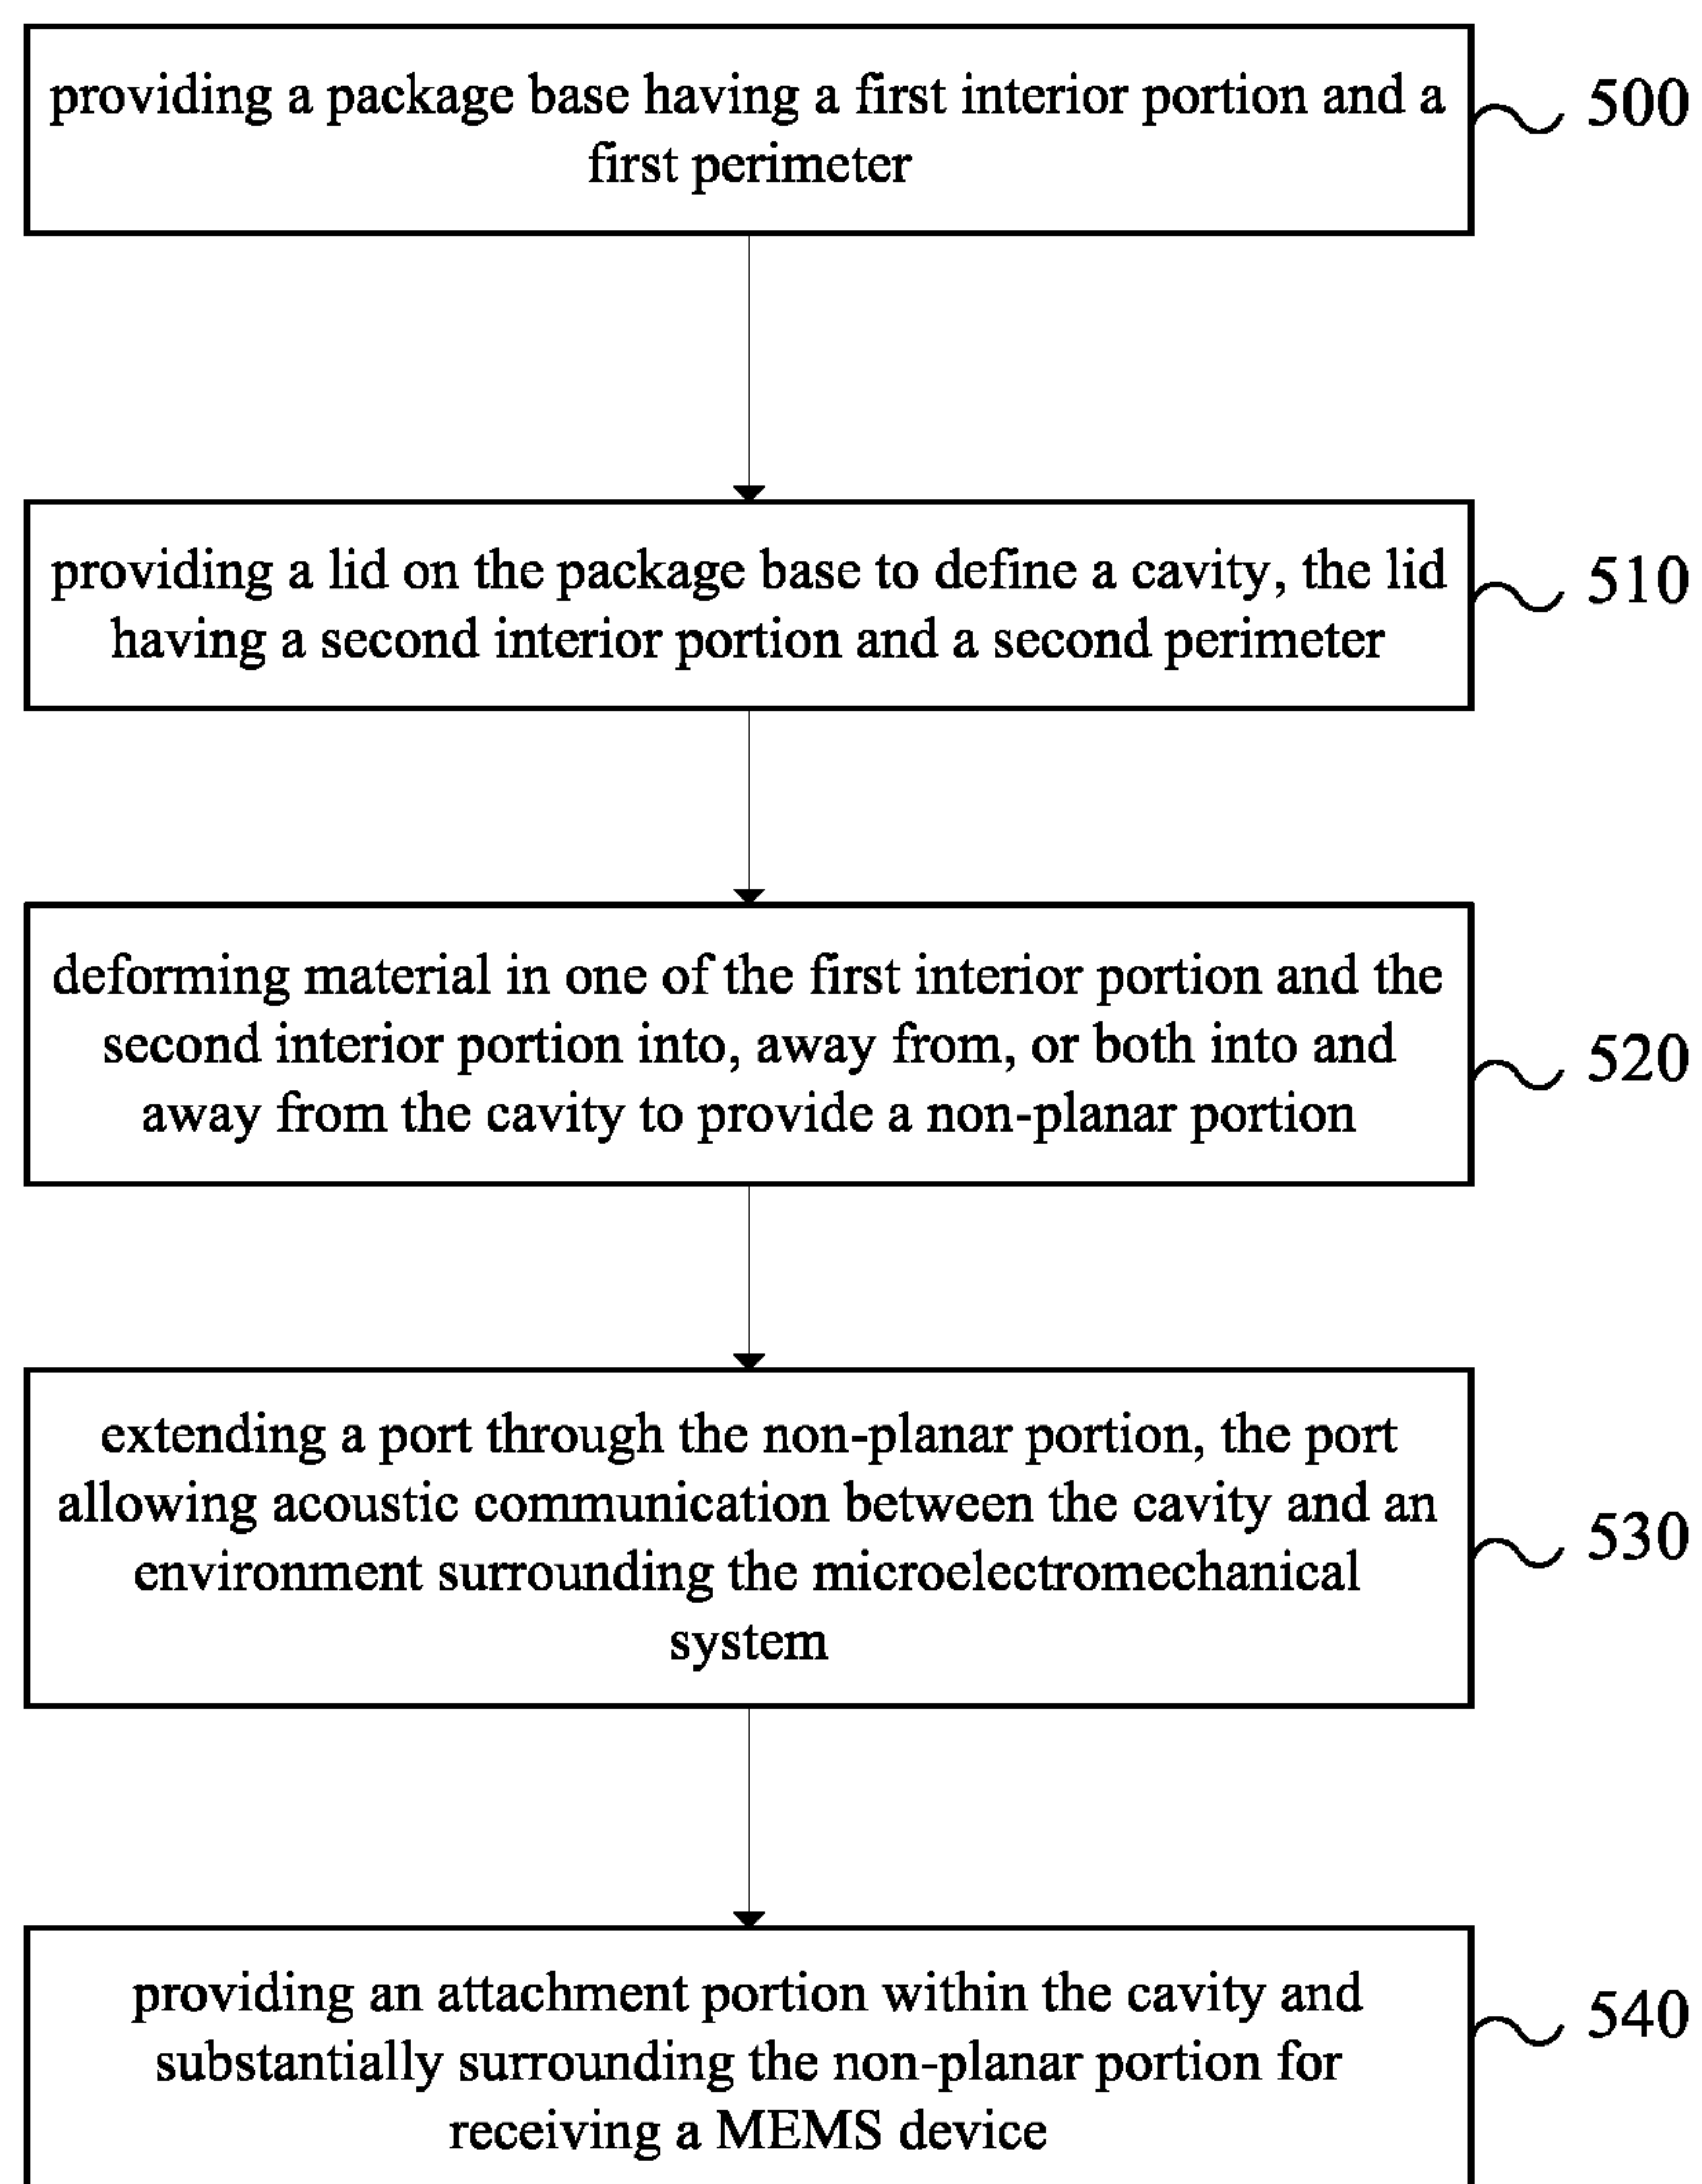 providing a package base having a first interior portion and a
first perimeter
500
providing a lid on the package base to define a cavity, the lid
having a second interior portion and a second perimeter
510
deforming material in one of the first interior portion and the
second interior portion into, away from, or both into and
away from the cavity to provide a non-planar portion
520
extending a port through the non-planar portion, the port
allowing acoustic communication between the cavity and an
environment surrounding the microelectromechanical
system
530
providing an attachment portion within the cavity and
substantially surrounding the non-planar portion for
receiving a MEMS device
540